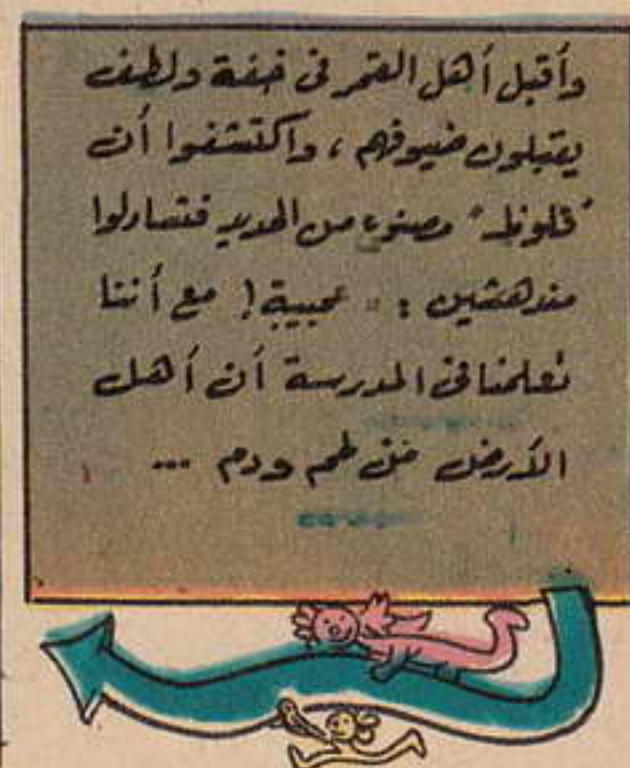 وأقبل أهل القمر فى خفة ولطف
يقبلون ضيوفهم ، واكتشفوا أن
"قلوظ" مصنوع من الحديد فتساءلوا
مندهشين : " عجيبة ! مع أننا
تعلمنا فى المدرسة أن أهل
الأرض من لحم ودم ...